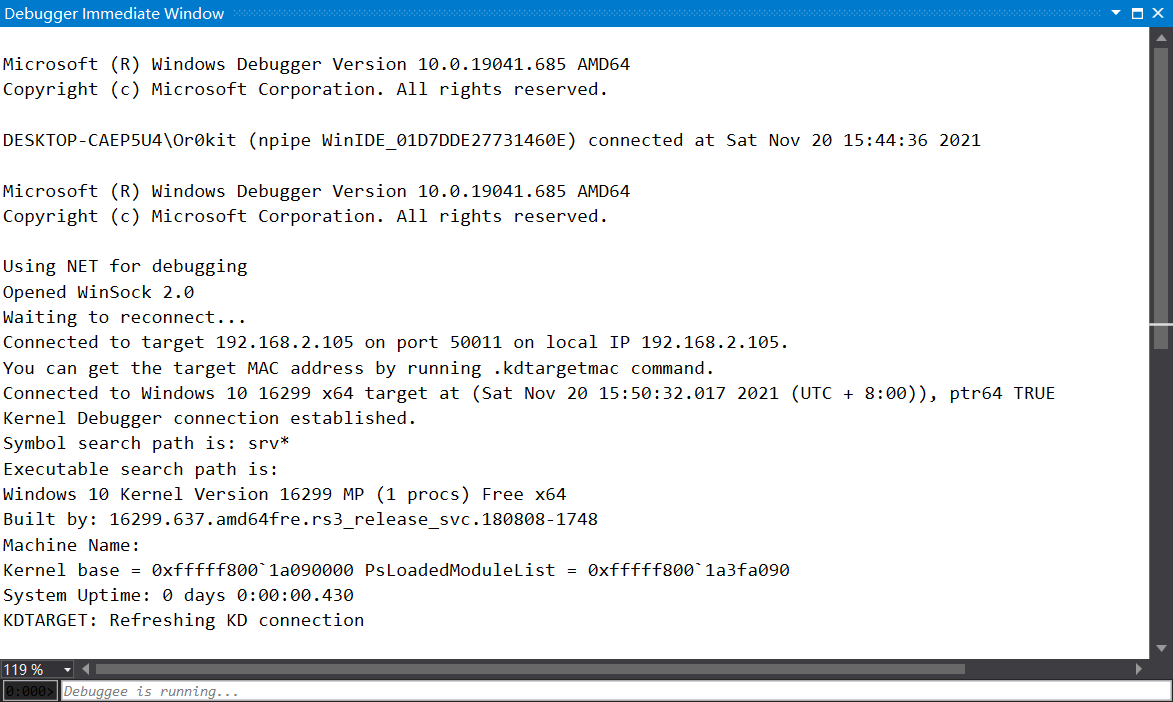 Debugger Immediate Window
Microsoft (R) Windows Debugger Version 10.0.19041.685 AMD64
Copyright (c) Microsoft Corporation. All rights reserved.
DESKTOP-CAEP5U4\Or0kit (npipe WinIDE_01D7DDE27731460E) connected at Sat Nov 20 15:44:36 2021
Microsoft (R) Windows Debugger Version 10.0.19041.685 AMD64
Copyright (c) Microsoft Corporation. All rights reserved.
Using NET for debugging
Opened WinSock 2.0
Waiting to reconnect...
Connected to target 192.168.2.105 on port 50011 on local IP 192.168.2.105.
You can get the target MAC address by running .kdtargetmac command.
Connected to Windows 10 16299 x64 target at (Sat Nov 20 15:50:32.017 2021 (UTC + 8:00)), ptr64 TRUE
Kernel Debugger connection established.
Symbol search path is: srv*
Executable search path is:
Windows 10 Kernel Version 16299 MP (1 procs) Free x64
Built by: 16299.637.amd64fre.rs3_release_svc.180808-1748
Machine Name:
Kernel base = 0xfffff800`1a090000 PsLoadedModuleList = 0xfffff800`1a3fa090
System Uptime: 0 days 0:00:00.430
KDTARGET: Refreshing KD connection
119 %
0:000> Debuggee is running...